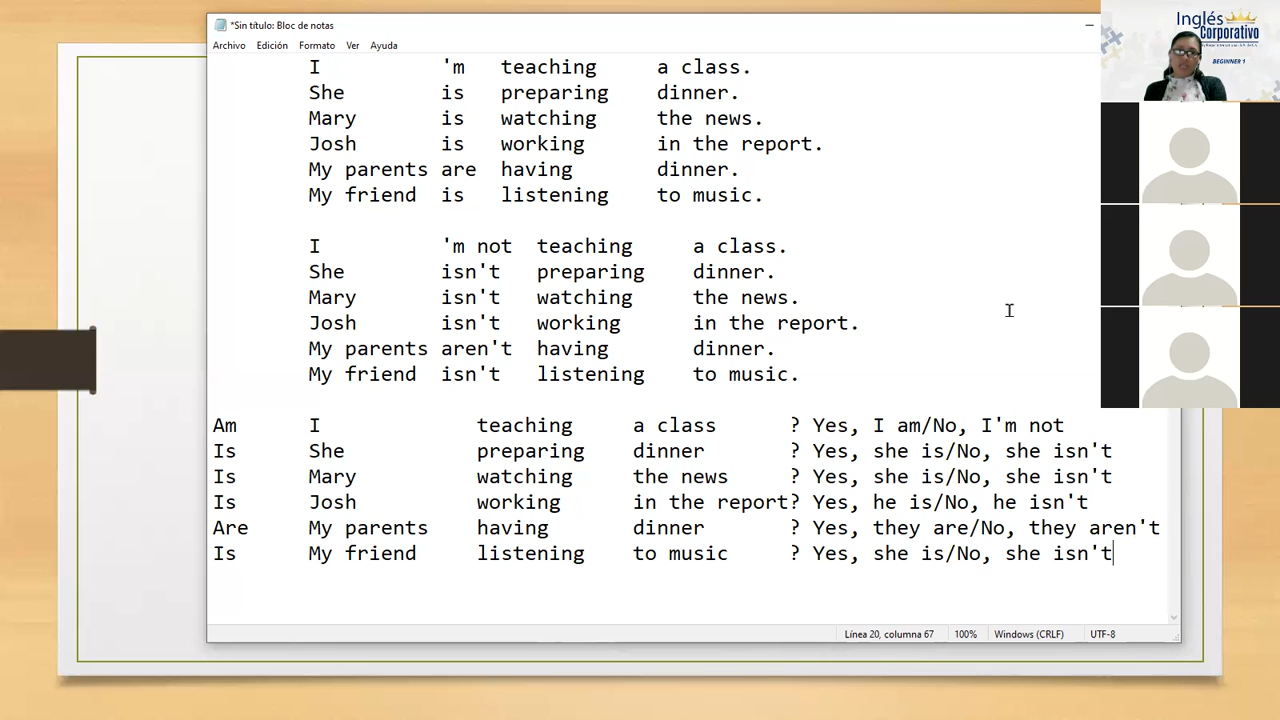 *Sin título: Bloc de notas
Archivo Edición Formato Ver Ayuda
I 'm teaching a class.
She is preparing dinner.
Mary is watching the news.
Josh is working in the report.
My parents are having dinner.
My friend is listening to music.
I 'm not teaching a class.
She isn't preparing dinner.
Mary isn't watching the news.
Josh isn't working in the report.
My parents aren't having dinner.
My friend isn't listening to music.
Am I teaching a class ? Yes, I am/No, I'm not
Is She preparing dinner ? Yes, she is/No, she isn't
Is Mary watching the news ? Yes, she is/No, she isn't
Is Josh working in the report? Yes, he is/No, he isn't
Are My parents having dinner ? Yes, they are/No, they aren't
Is My friend listening to music ? Yes, she is/No, she isn't
Línea 20, columna 67 100% Windows (CRLF) UTF-8
Inglés
Corporativo
BEGINNER 1